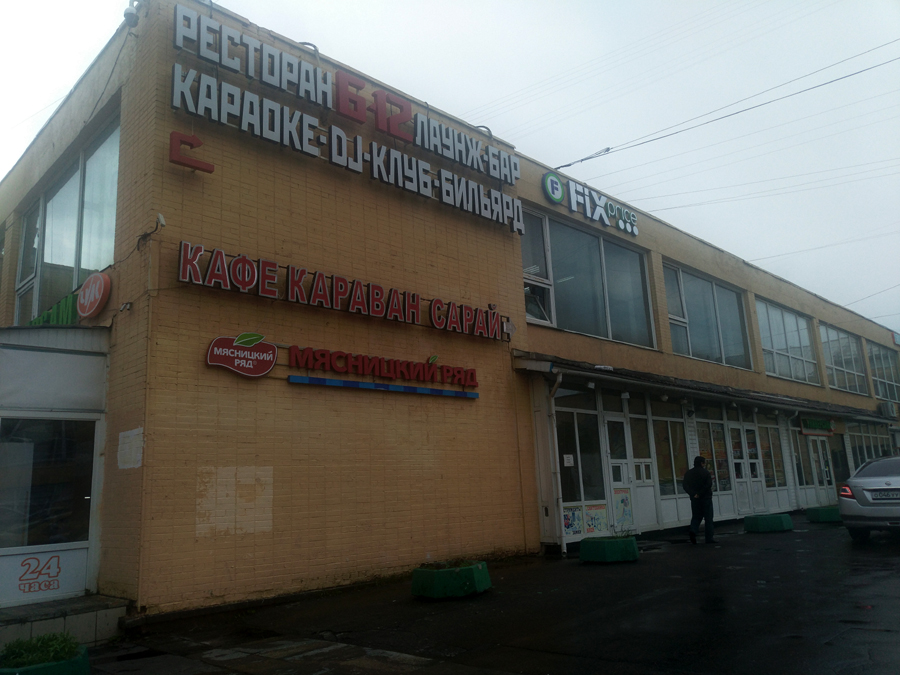 РЕСТОРАН Б-12 ЛАУНЖ-БАР
КАРАОКЕ-DJ-КЛУБ-БИЛЬЯРД
F FIX price
КАФЕ КАРАВАН САРАЙ
МЯСНИЦКИЙ РЯД
МЯСНИЦКИЙ РЯД
24
часа